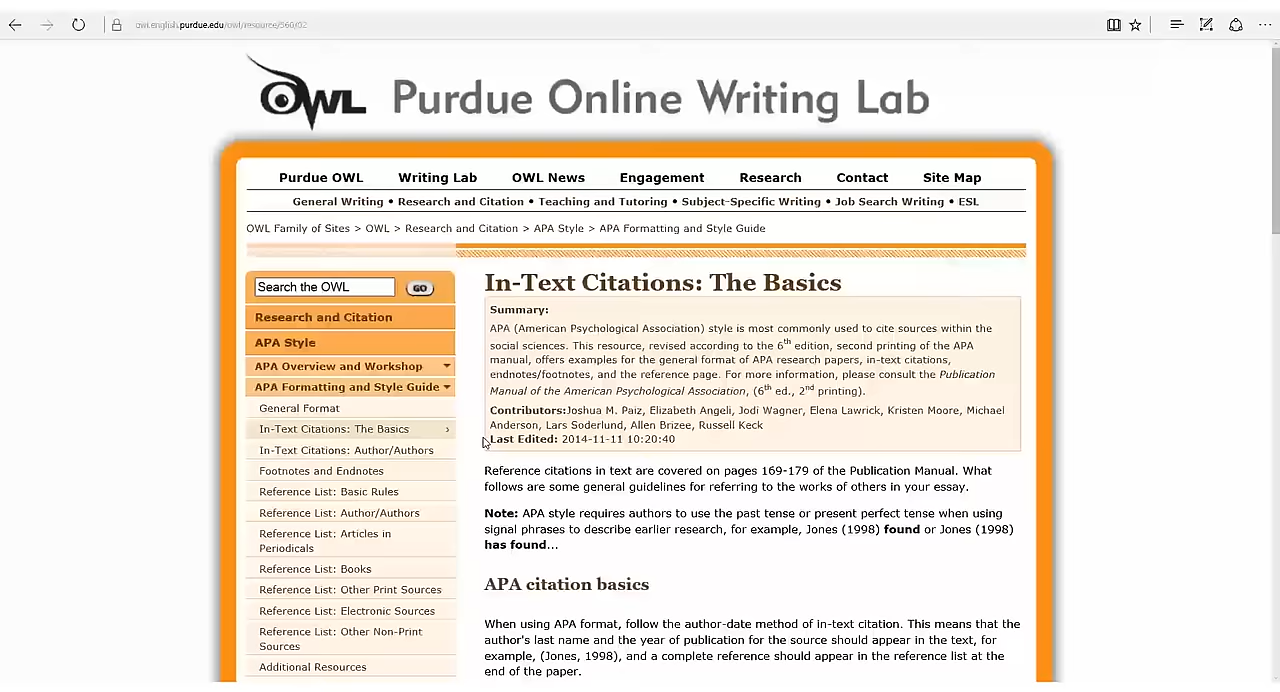 owl.english.purdue.edu/owl/resource/560/02
OWL Purdue Online Writing Lab
Purdue OWL Writing Lab OWL News Engagement Research Contact Site Map
General Writing • Research and Citation • Teaching and Tutoring • Subject-Specific Writing • Job Search Writing • ESL
OWL Family of Sites > OWL > Research and Citation > APA Style > APA Formatting and Style Guide
Search the OWL GO
Research and Citation
APA Style
APA Overview and Workshop
APA Formatting and Style Guide
General Format
In-Text Citations: The Basics ›
In-Text Citations: Author/Authors
Footnotes and Endnotes
Reference List: Basic Rules
Reference List: Author/Authors
Reference List: Articles in
Periodicals
Reference List: Books
Reference List: Other Print Sources
Reference List: Electronic Sources
Reference List: Other Non-Print
Sources
Additional Resources
In-Text Citations: The Basics
Summary:
APA (American Psychological Association) style is most commonly used to cite sources within the
social sciences. This resource, revised according to the 6th edition, second printing of the APA
manual, offers examples for the general format of APA research papers, in-text citations,
endnotes/footnotes, and the reference page. For more information, please consult the Publication
Manual of the American Psychological Association, (6th ed., 2nd printing).
Contributors:Joshua M. Paiz, Elizabeth Angeli, Jodi Wagner, Elena Lawrick, Kristen Moore, Michael
Anderson, Lars Soderlund, Allen Brizee, Russell Keck
Last Edited: 2014-11-11 10:20:40
Reference citations in text are covered on pages 169-179 of the Publication Manual. What
follows are some general guidelines for referring to the works of others in your essay.
Note: APA style requires authors to use the past tense or present perfect tense when using
signal phrases to describe earlier research, for example, Jones (1998) found or Jones (1998)
has found...
APA citation basics
When using APA format, follow the author-date method of in-text citation. This means that the
author's last name and the year of publication for the source should appear in the text, for
example, (Jones, 1998), and a complete reference should appear in the reference list at the
end of the paper.